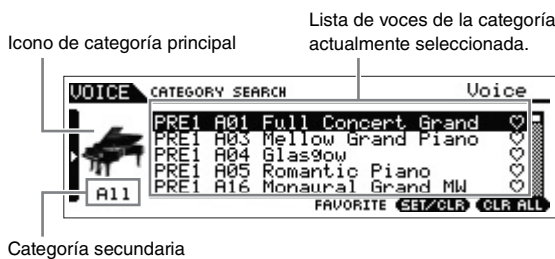 Icono de categoría principal
Lista de voces de la categoría
actualmente seleccionada.
VOICE CATEGORY SEARCH Voice
PRE1 A01 Full Concert Grand
PRE1 A03 Mellow Grand Piano
PRE1 A04 Glasgow
PRE1 A05 Romantic Piano
PRE1 A16 Monaural Grand MW
All
FAVORITE SET/CLR CLR ALL
Categoría secundaria